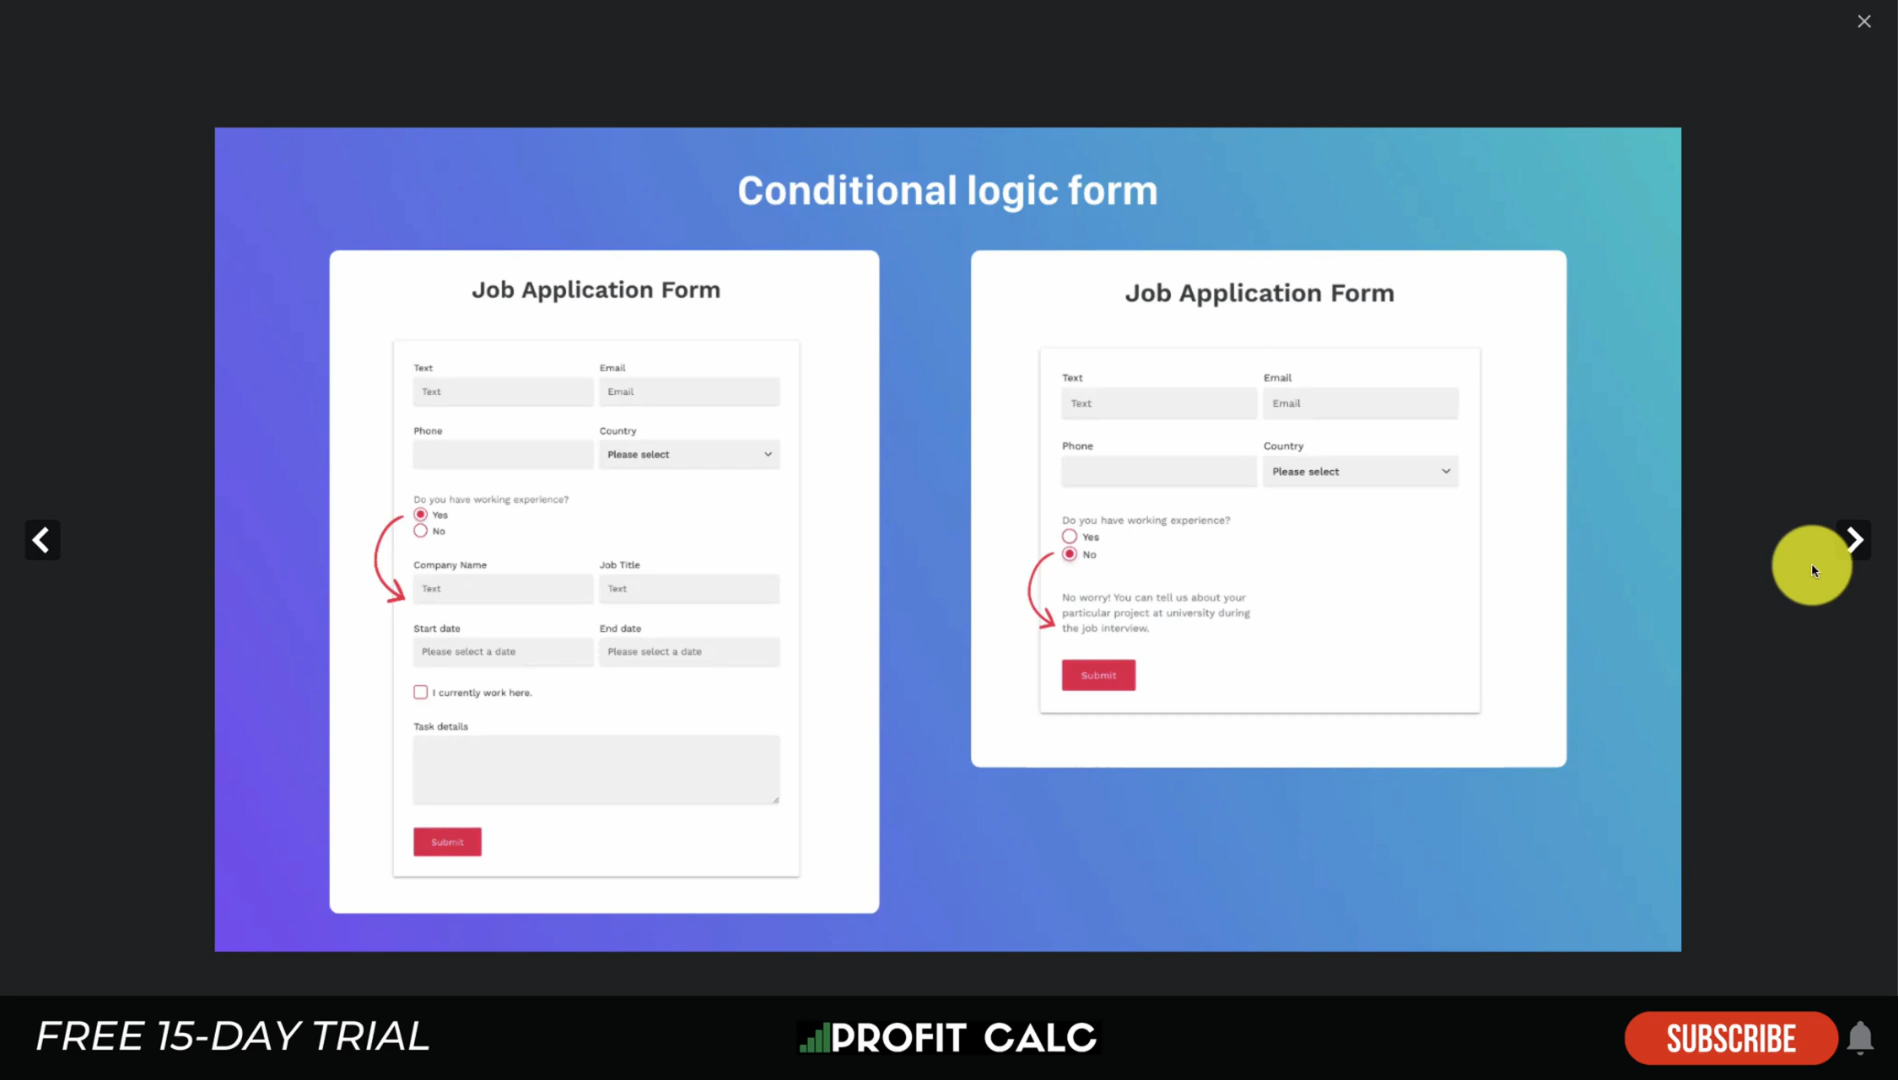 Conditional logic form
Job Application Form
Text Email
Text Email
Phone Country
Please select
Do you have working experience?
Yes
No
Company Name Job Title
Text Text
Start date End date
Please select a date Please select a date
I currently work here.
Task details
Submit
Job Application Form
Text Email
Text Email
Phone Country
Please select
Do you have working experience?
Yes
No
No worry! You can tell us about your
particular project at university during
the job interview.
Submit
FREE 15-DAY TRIAL
PROFIT CALC
SUBSCRIBE